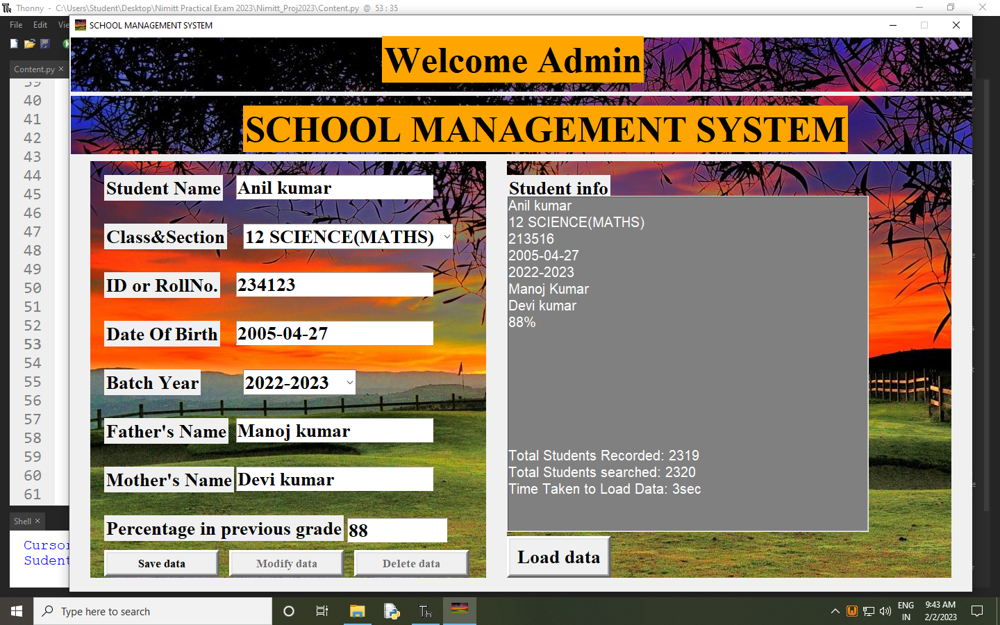 Thonny - C:\Users\Student\Desktop\Nimitt Practical Exam 2023\Nimitt_Proj2023\Content.py @ 53 : 35
File Edit
SCHOOL MANAGEMENT SYSTEM
Content.py ×
Welcome Admin
SCHOOL MANAGEMENT SYSTEM
40
41
42
43
44
45
46
47
48
49
50
51
52
53
54
55
56
57
58
59
60
61
Student Name Anil kumar
Class&Section 12 SCIENCE(MATHS)
ID or RollNo. 234123
Date Of Birth 2005-04-27
Batch Year 2022-2023
Father's Name Manoj kumar
Mother's Name Devi kumar
Percentage in previous grade 88
Save data Modify data Delete data
Student info
Anil kumar
12 SCIENCE(MATHS)
213516
2005-04-27
2022-2023
Manoj Kumar
Devi kumar
88%
Total Students Recorded: 2319
Total Students searched: 2320
Time Taken to Load Data: 3sec
Load data
Shell ×
Cursor
Sudent
Type here to search
ENG
IN
9:43 AM
2/2/2023